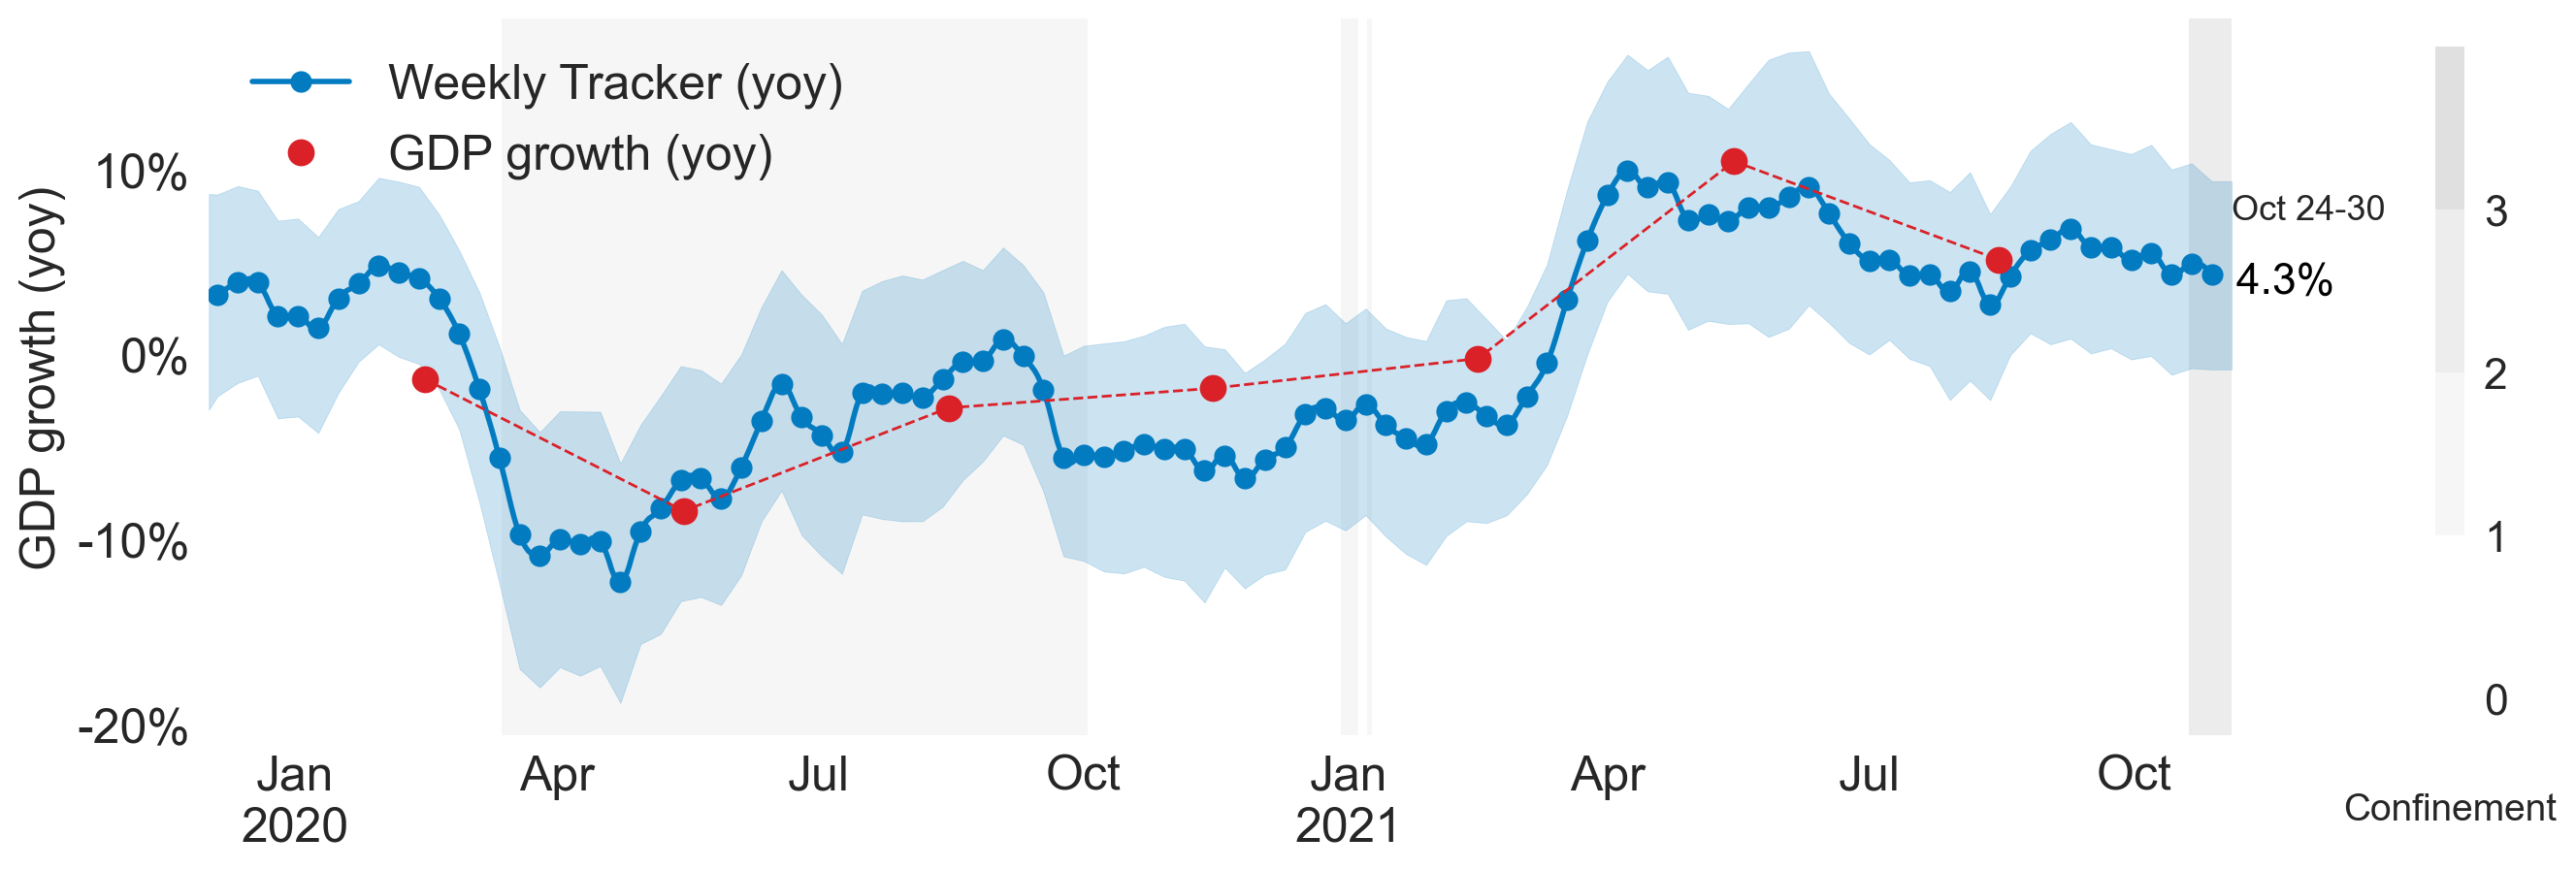 Weekly Tracker (yoy)
GDP growth (yoy)
GDP growth (yoy)
10%
0%
-10%
-20%
Oct 24-30
4.3%
3
2
1
0
Jan Apr Jul Oct Jan Apr Jul Oct
2020 2021
Confinement